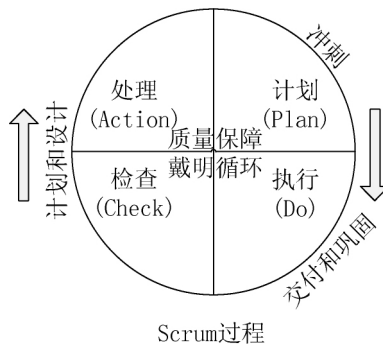 冲刺
处理
(Action)
计划
(Plan)
质量保障
戴明循环
计划和设计
检查
(Check)
执行
(Do)
交付和巩固
Scrum过程